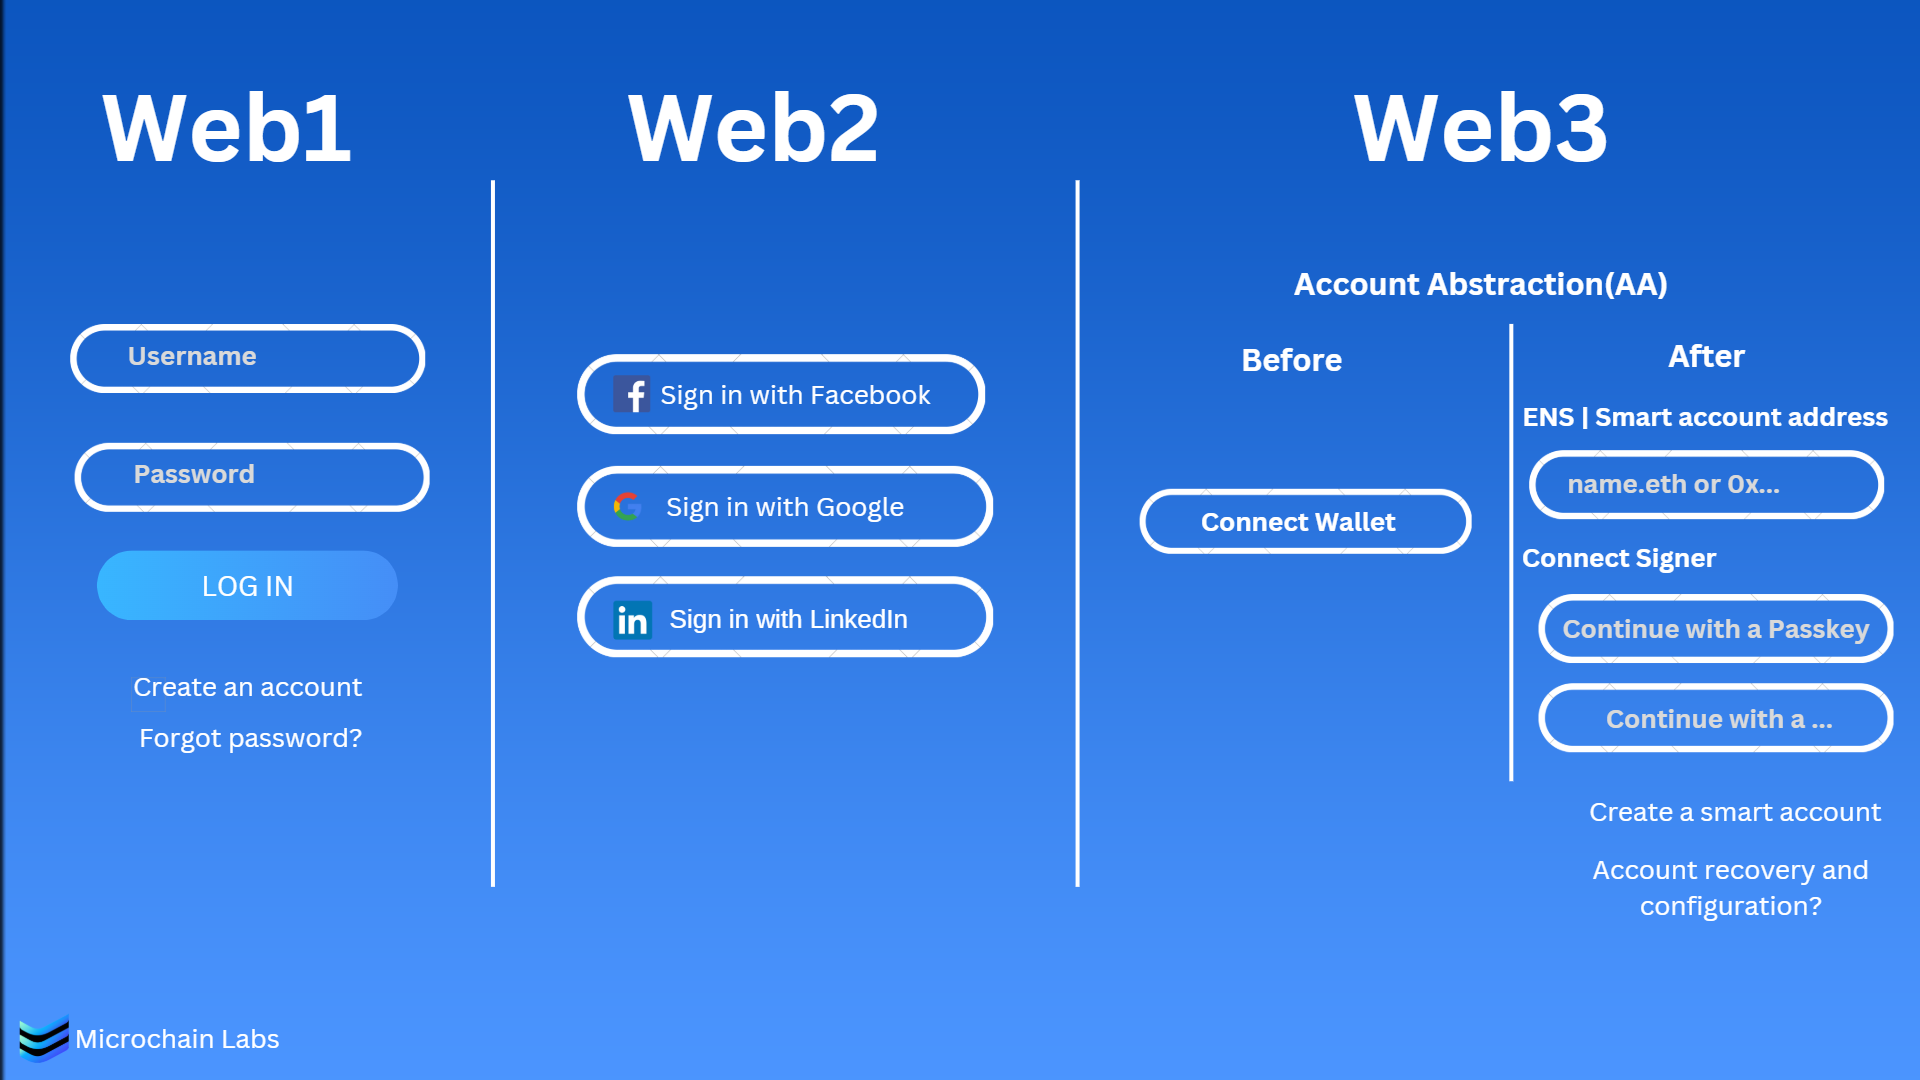 Web1
Username
Password
LOG IN
Create an account
Forgot password?
Web2
Sign in with Facebook
Sign in with Google
Sign in with LinkedIn
Web3
Account Abstraction(AA)
Before
Connect Wallet
After
ENS | Smart account address
name.eth or 0x...
Connect Signer
Continue with a Passkey
Continue with a ...
Create a smart account
Account recovery and
configuration?
Microchain Labs